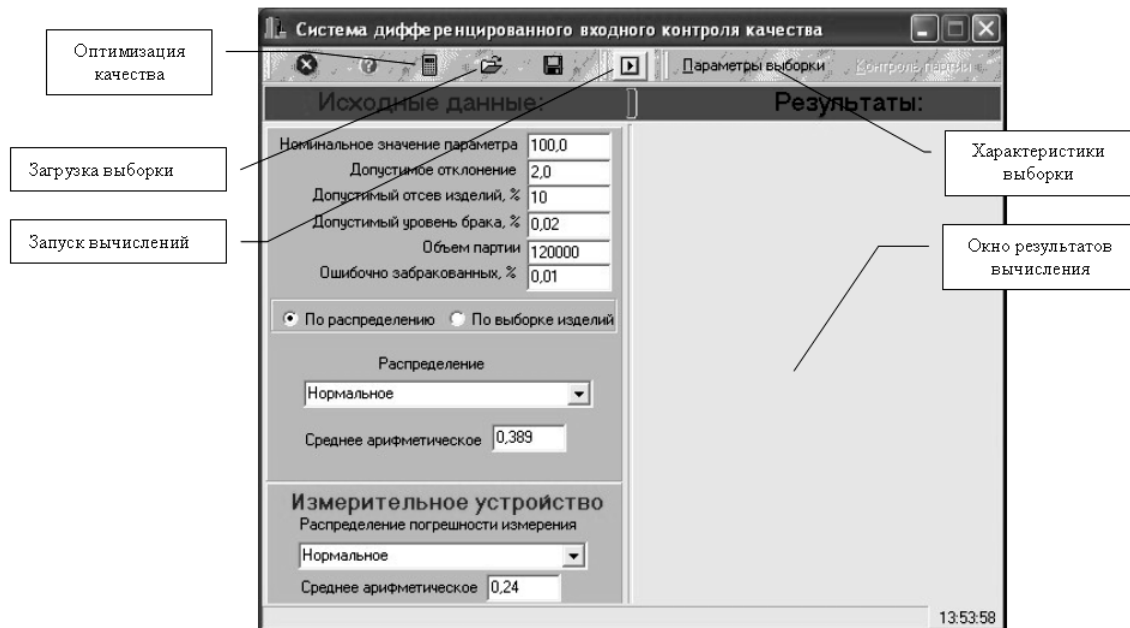 Система дифференцированного входного контроля качества
Оптимизация
качества
Параметры выборки
Контроль партии
Исходные данные:
Результаты:
Номинальное значение параметра 100,0
Допустимое отклонение 2,0
Допустимый отсев изделий, % 10
Допустимый уровень брака, % 0,02
Объем партии 120000
Ошибочно забракованных, % 0,01
Загрузка выборки
Запуск вычислений
Характеристики
выборки
Окно результатов
вычисления
По распределению По выборке изделий
Распределение
Нормальное
Среднее арифметическое 0,389
Измерительное устройство
Распределение погрешности измерения
Нормальное
Среднее арифметическое 0,24
13:53:58